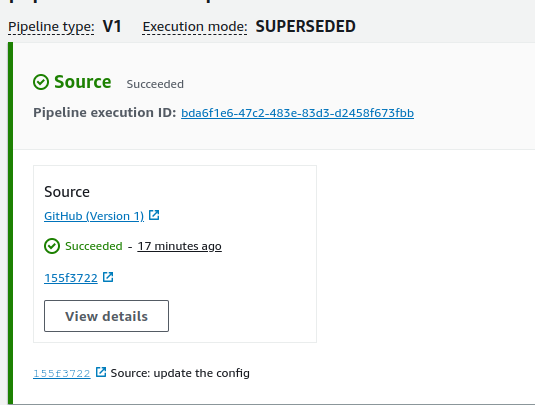 Pipeline type: V1 Execution mode: SUPERSEDED
Source Succeeded
Pipeline execution ID: bda6f1e6-47c2-483e-83d3-d2458f673fbb
Source
GitHub (Version 1)
Succeeded - 17 minutes ago
155f3722
View details
155f3722 Source: update the config